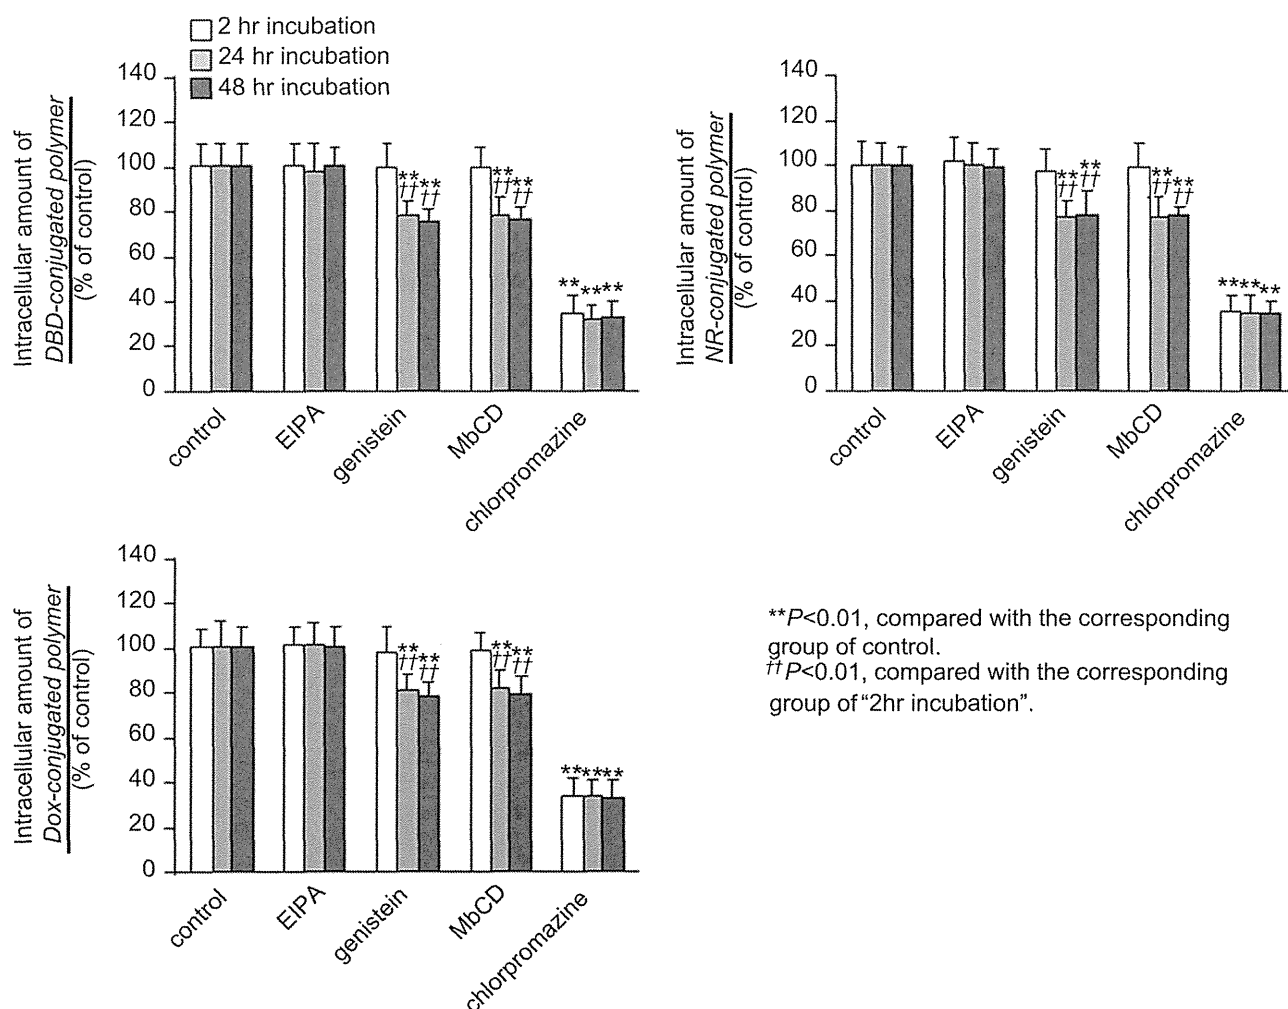 2 hr incubation
24 hr incubation
48 hr incubation
Intracellular amount of
DBD-conjugated polymer
(% of control)
140
120
100
80
60
40
20
0
**
††
**
††
**
††
**
††
**
**
**
control
EIPA
genistein
MbCD
chlorpromazine
Intracellular amount of
NR-conjugated polymer
(% of control)
140
120
100
80
60
40
20
0
**
††
**
††
**
††
**
††
**
**
**
control
EIPA
genistein
MbCD
chlorpromazine
Intracellular amount of
Dox-conjugated polymer
(% of control)
140
120
100
80
60
40
20
0
**
††
**
††
**
††
**
††
**
**
**
control
EIPA
genistein
MbCD
chlorpromazine
**P<0.01, compared with the corresponding
group of control.
††P<0.01, compared with the corresponding
group of “2hr incubation”.